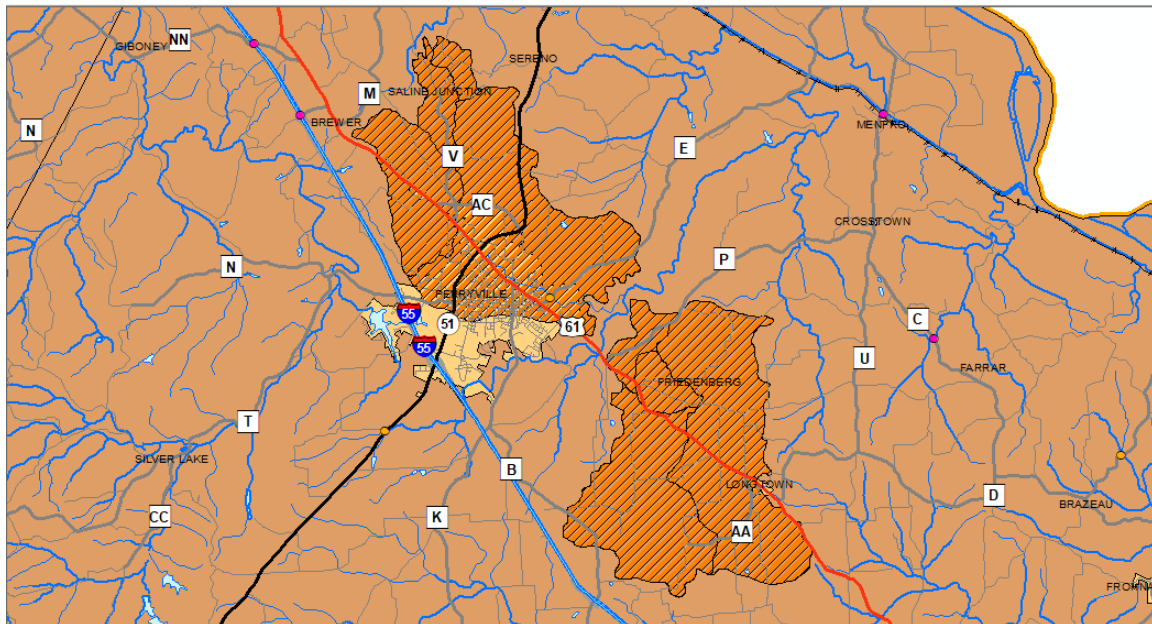 GIBONEY
NN
SERENO
M
SALINE JUNCTION
BREWER
N
MENFRO
V
E
AC
CROSSTOWN
P
N
PERRYVILLE
55
51
61
C
55
U
FARRAR
FRIEDENBERG
T
SILVER LAKE
B
LONGTOWN
D
BRAZEAU
CC
K
AA
FROHNA